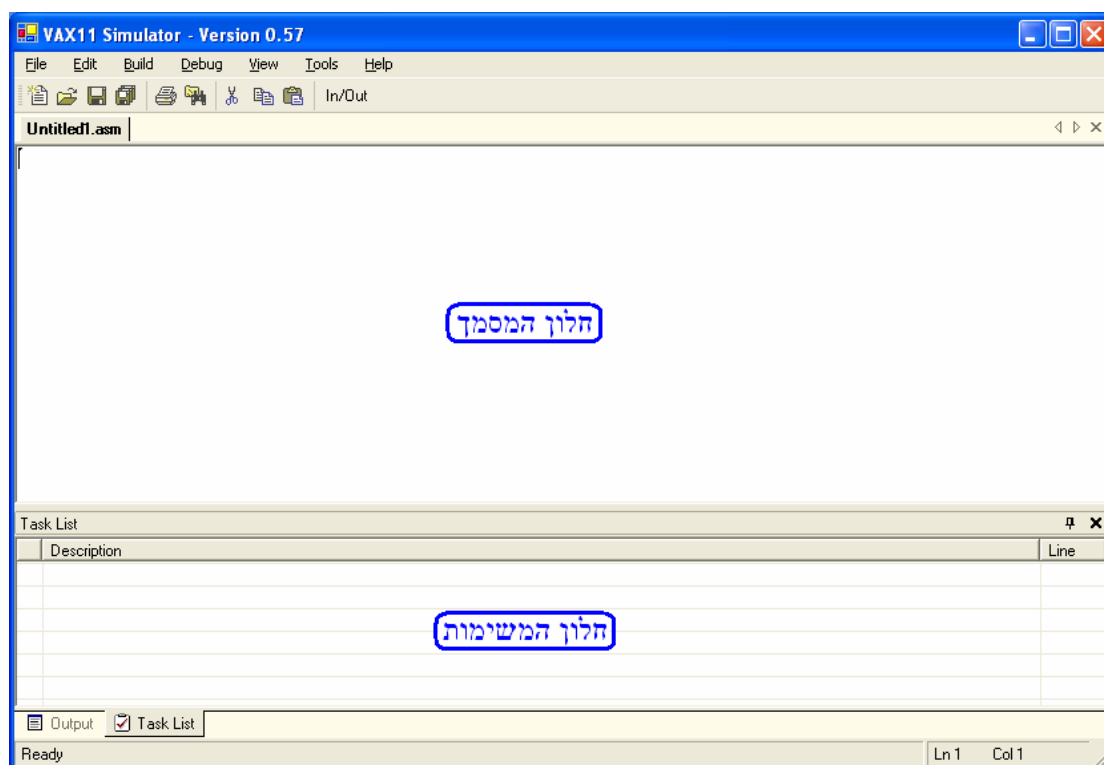 VAX11 Simulator - Version 0.57
File Edit Build Debug View Tools Help
In/Out
Untitled1.asm
חלון המסמך
Task List
Description Line
חלון המשימות
Output Task List
Ready Ln 1 Col 1